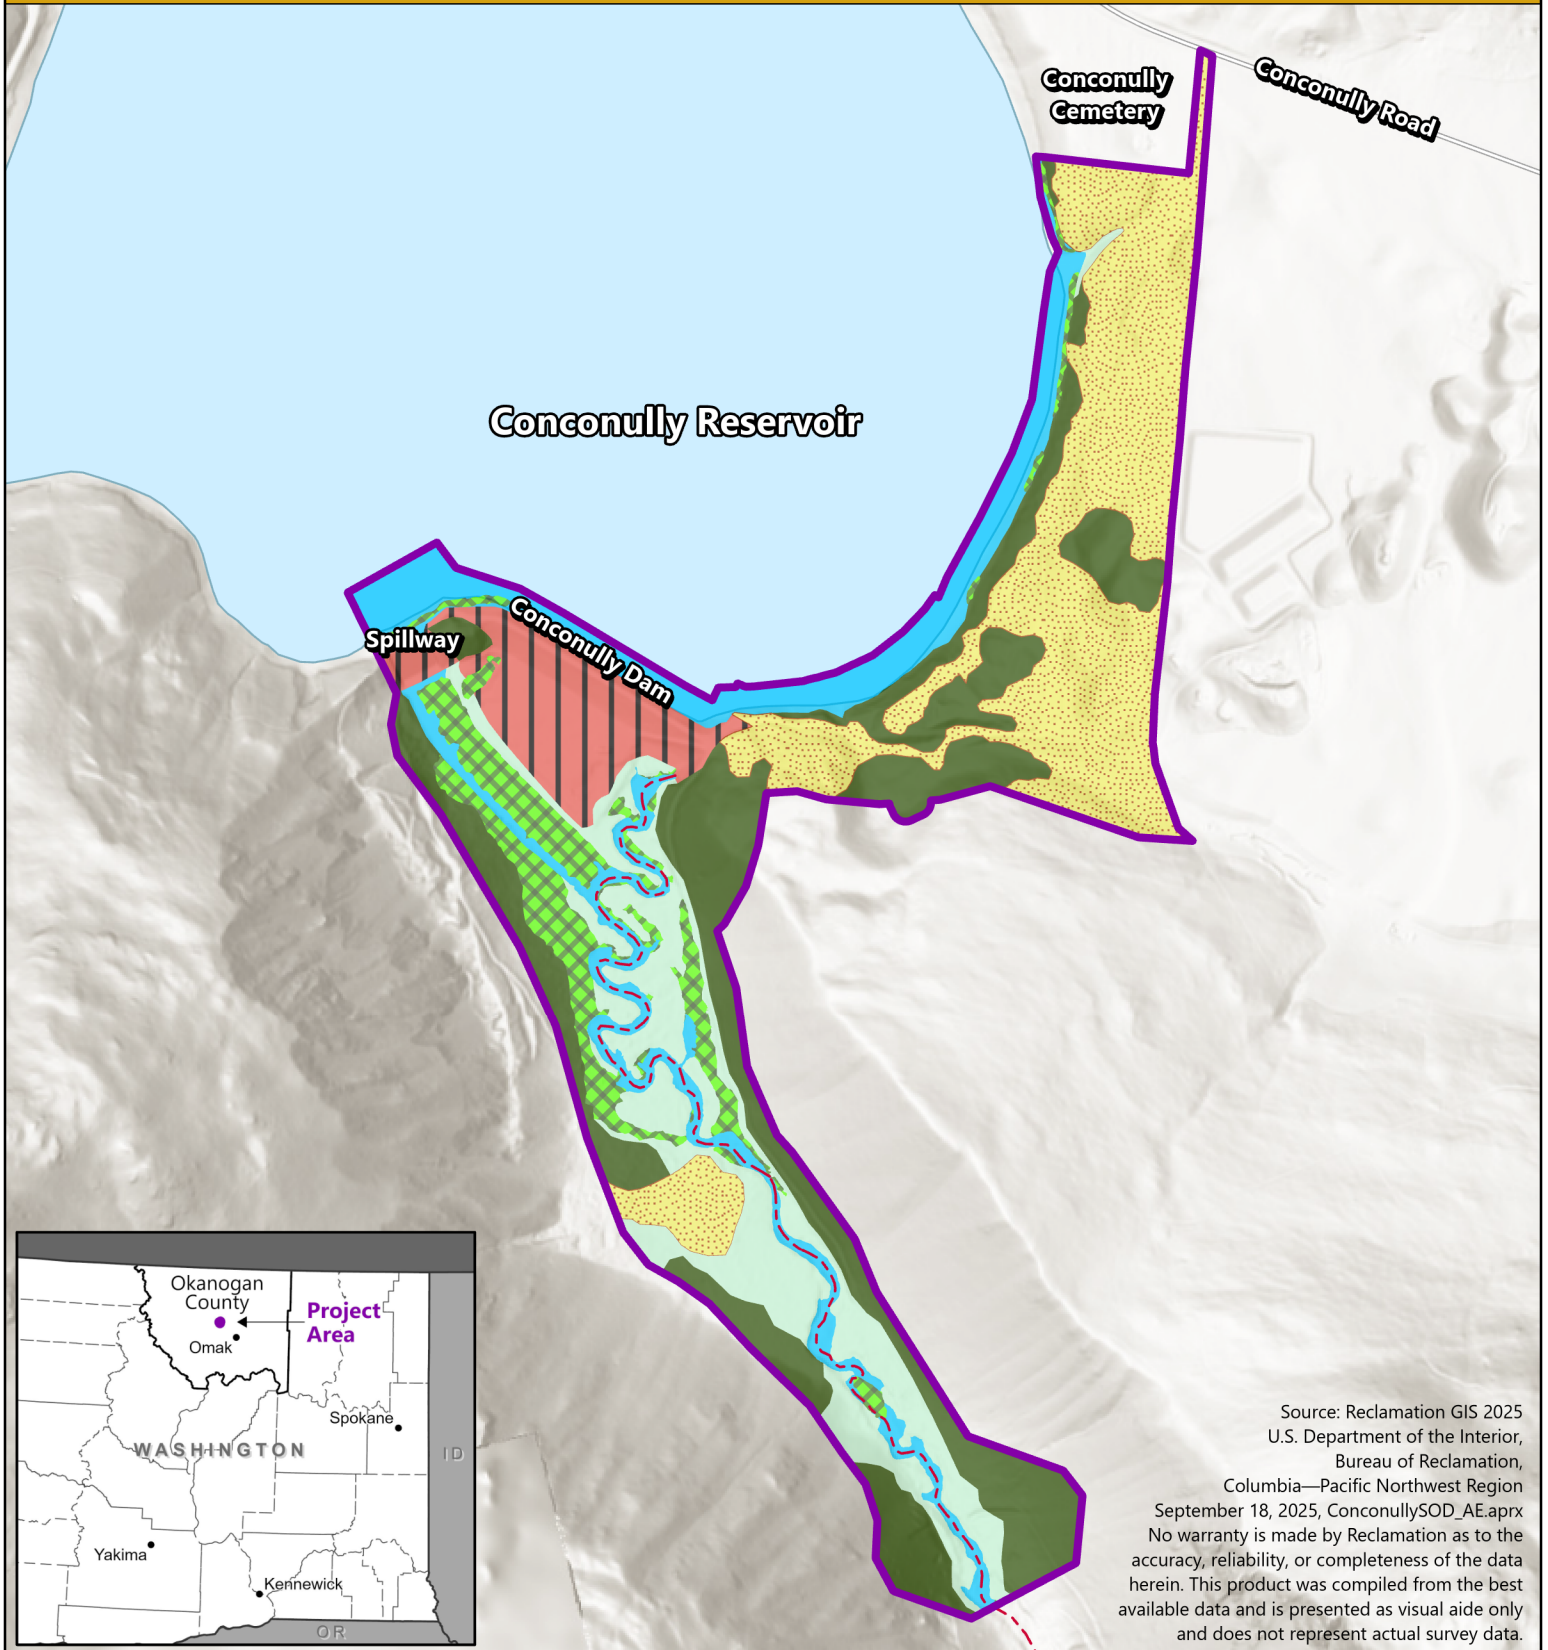 Conconully
Cemetery
Conconully Road
Conconully Reservoir
Spillway
Conconully Dam
Okanogan
County
Project
Area
Omak
Spokane
WASHINGTON
ID
Yakima
Kennewick
OR
Source: Reclamation GIS 2025
U.S. Department of the Interior,
Bureau of Reclamation,
Columbia—Pacific Northwest Region
September 18, 2025, ConconullySOD_AE.aprx
No warranty is made by Reclamation as to the
accuracy, reliability, or completeness of the data
herein. This product was compiled from the best
available data and is presented as visual aide only
and does not represent actual survey data.